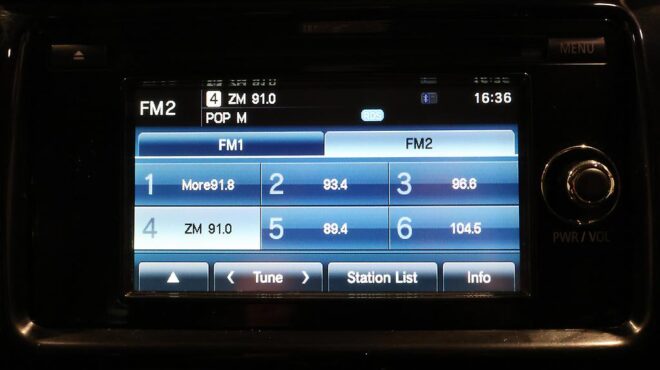 MENU
FM2
4 ZM 91.0
16:36
POP M
RDS
FM1 FM2
1 More91.8 2 93.4 3 96.6
4 ZM 91.0 5 89.4 6 104.5
Tune Station List Info
PWR / VOL